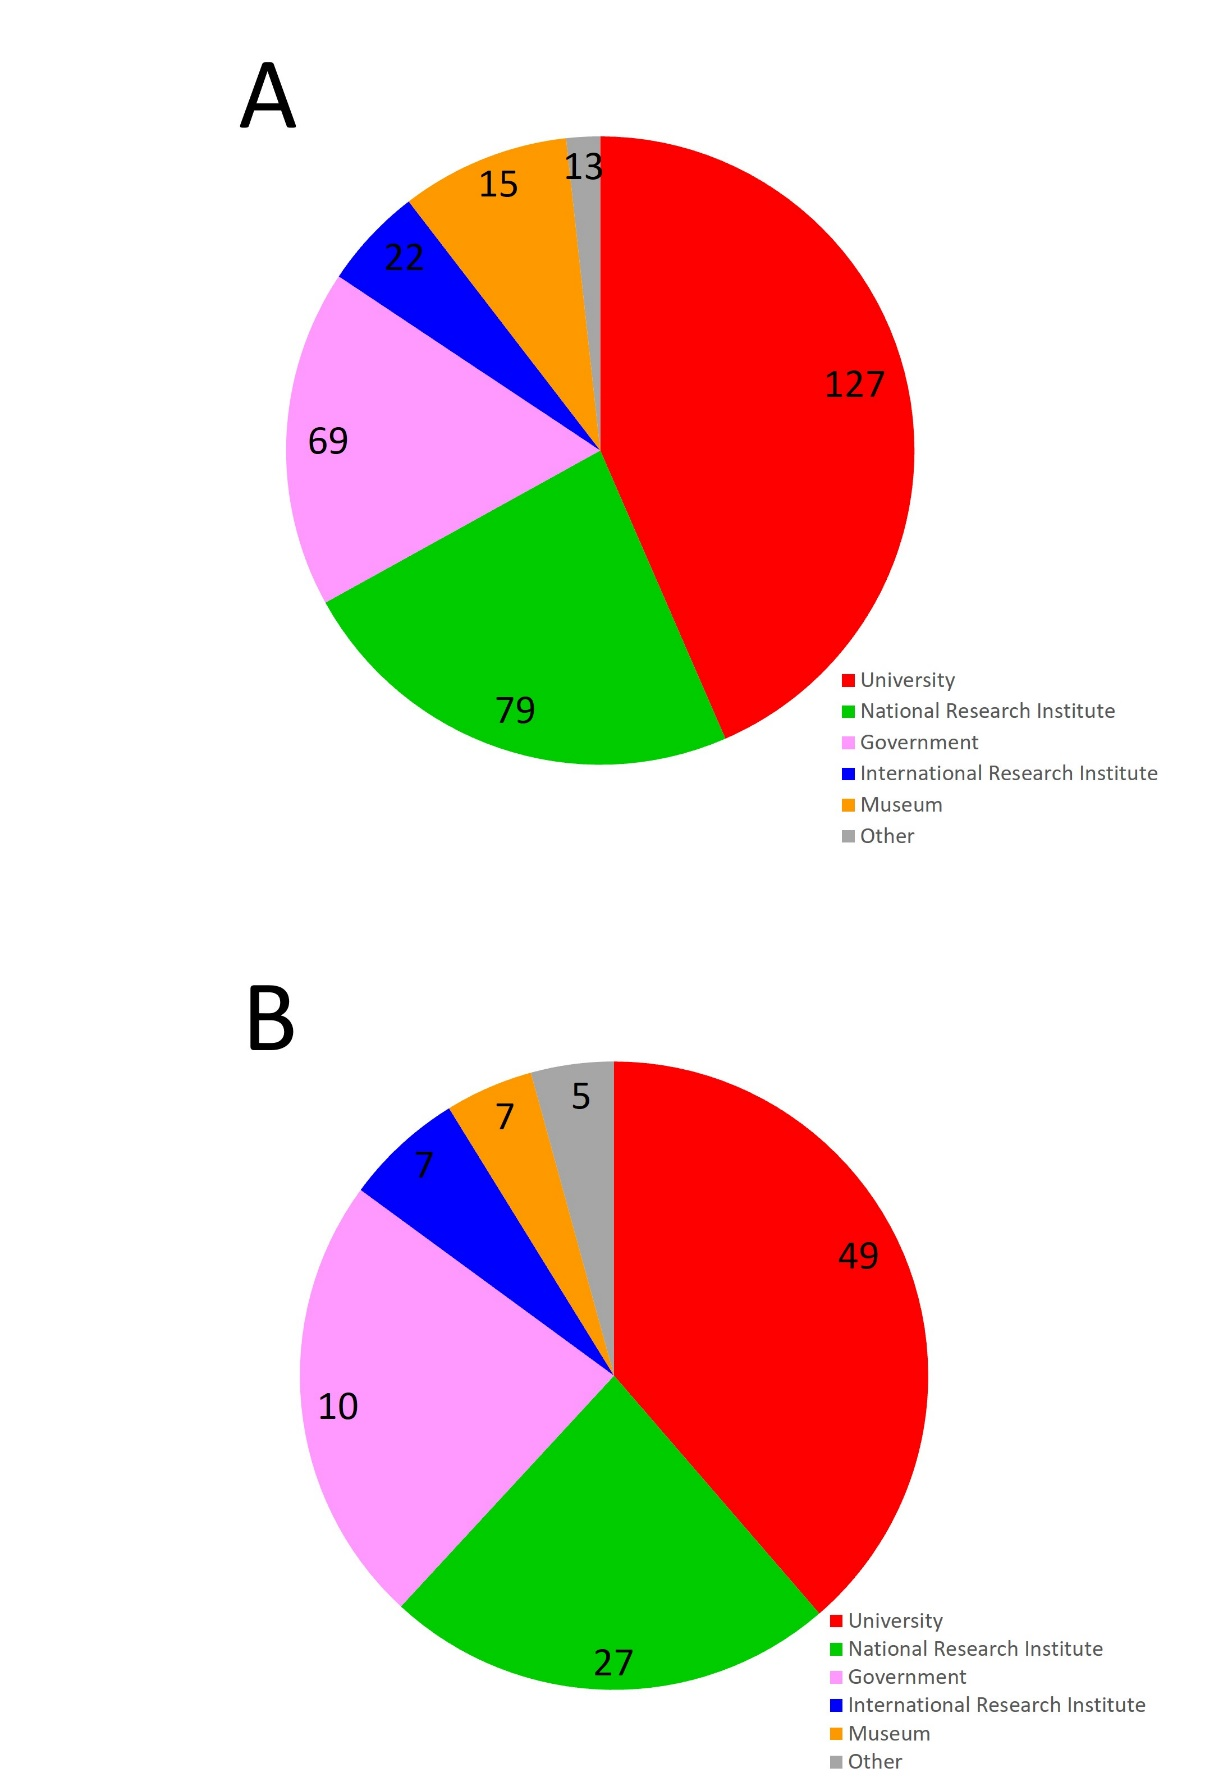 A
13
15
22
127
69
79
University
National Research Institute
Government
International Research Institute
Museum
Other
B
5
7
7
49
10
27
University
National Research Institute
Government
International Research Institute
Museum
Other